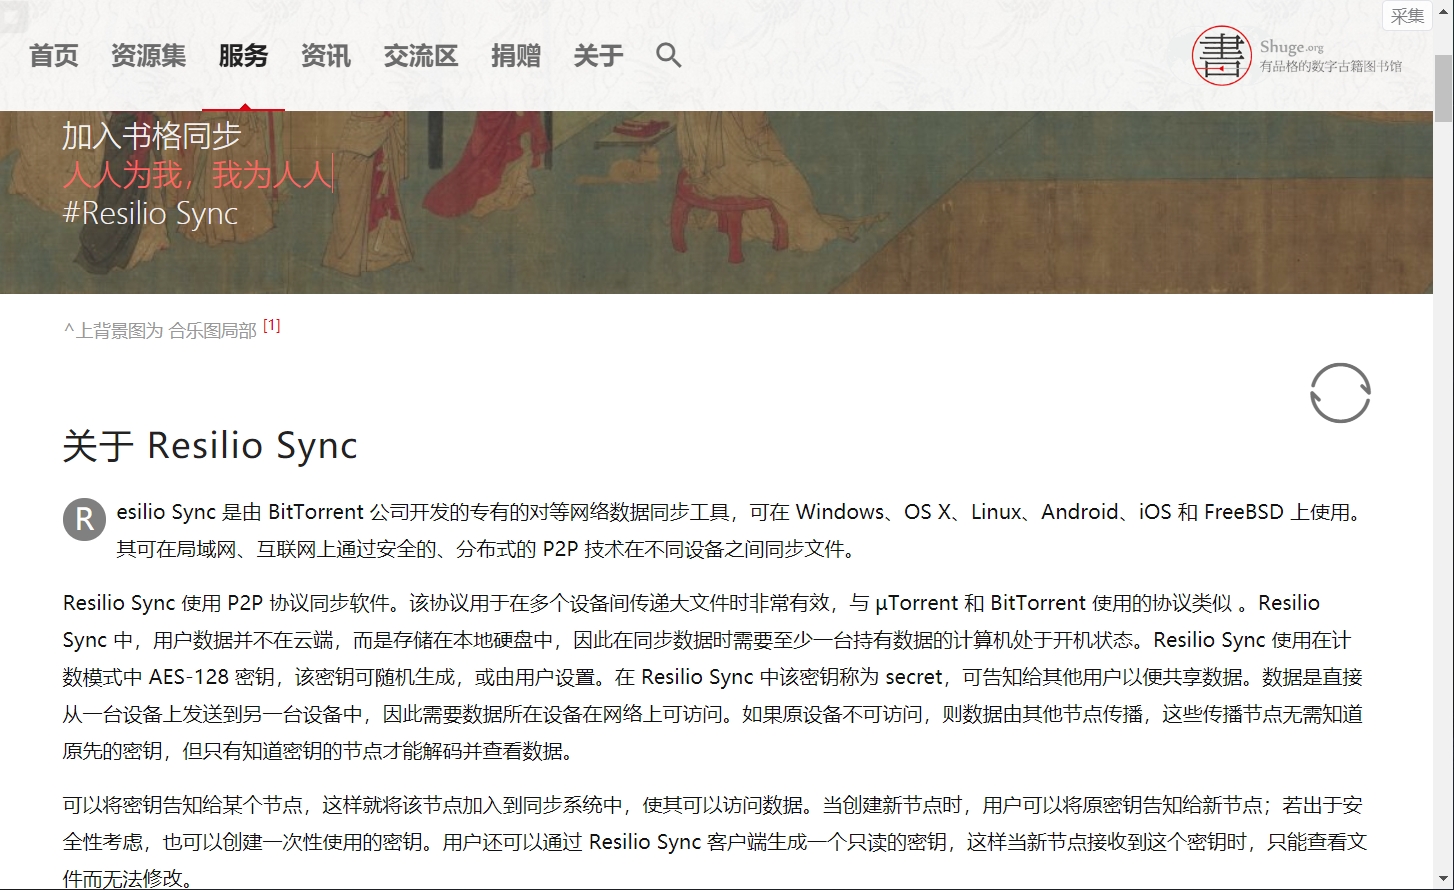 采集
首页 资源集 服务 资讯 交流区 捐赠 关于
書
Shuge.org
有品格的数字古籍图书馆
加入书格同步
人人为我，我为人人
#Resilio Sync
^上背景图为 合乐图局部 [1]
关于 Resilio Sync
Resilio Sync 是由 BitTorrent 公司开发的专有的对等网络数据同步工具，可在 Windows、OS X、Linux、Android、iOS 和 FreeBSD 上使用。
其可在局域网、互联网上通过安全的、分布式的 P2P 技术在不同设备之间同步文件。
Resilio Sync 使用 P2P 协议同步软件。该协议用于在多个设备间传递大文件时非常有效，与 µTorrent 和 BitTorrent 使用的协议类似 。Resilio
Sync 中，用户数据并不在云端，而是存储在本地硬盘中，因此在同步数据时需要至少一台持有数据的计算机处于开机状态。Resilio Sync 使用在计
数模式中 AES-128 密钥，该密钥可随机生成，或由用户设置。在 Resilio Sync 中该密钥称为 secret，可告知给其他用户以便共享数据。数据是直接
从一台设备上发送到另一台设备中，因此需要数据所在设备在网络上可访问。如果原设备不可访问，则数据由其他节点传播，这些传播节点无需知道
原先的密钥，但只有知道密钥的节点才能解码并查看数据。
可以将密钥告知给某个节点，这样就将该节点加入到同步系统中，使其可以访问数据。当创建新节点时，用户可以将原密钥告知给新节点；若出于安
全性考虑，也可以创建一次性使用的密钥。用户还可以通过 Resilio Sync 客户端生成一个只读的密钥，这样当新节点接收到这个密钥时，只能查看文
件而无法修改。